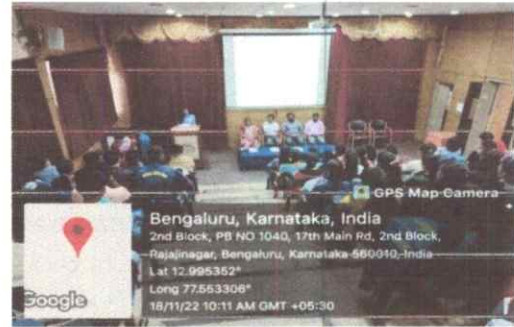 GPS Map Camera
Bengaluru, Karnataka, India
2nd Block, PB NO 1040, 17th Main Rd, 2nd Block,
Rajajinagar, Bengaluru, Karnataka 560010, India
Lat 12.995352°
Long 77.553306°
18/11/22 10:11 AM GMT +05:30
Google